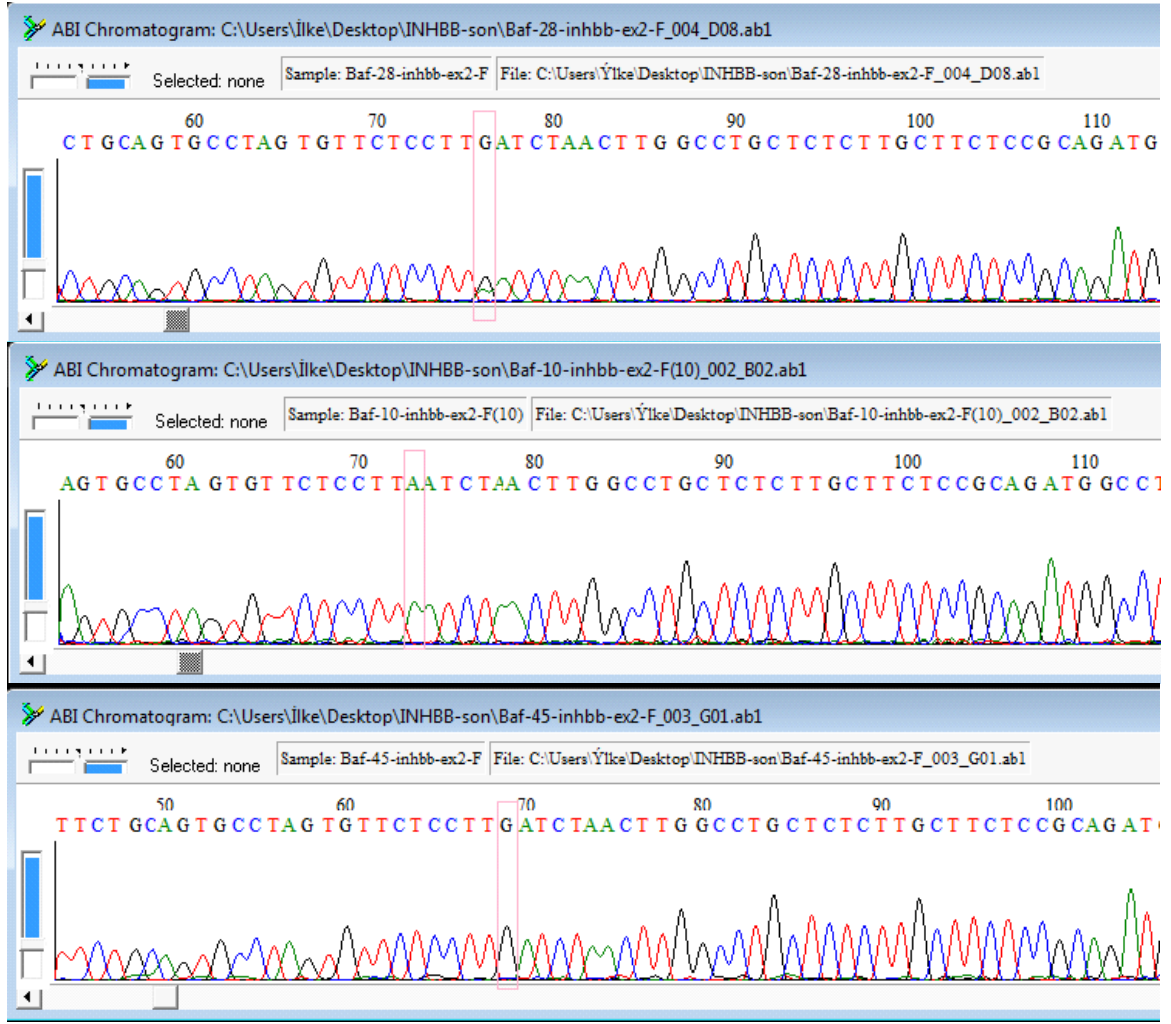 ABI Chromatogram: C:\Users\İlke\Desktop\INHBB-son\Baf-28-inhbb-ex2-F_004_D08.ab1
Selected: none Sample: Baf-28-inhbb-ex2-F File: C:\Users\Ýlke\Desktop\INHBB-son\Baf-28-inhbb-ex2-F_004_D08.ab1
60 70 80 90 100 110
CTGCAGTGCCTAGTGTTCTCCTTGATCTAACTTGGCCTGCTCTCTTGCTTCTCCGCAGATG
ABI Chromatogram: C:\Users\İlke\Desktop\INHBB-son\Baf-10-inhbb-ex2-F(10)_002_B02.ab1
Selected: none Sample: Baf-10-inhbb-ex2-F(10) File: C:\Users\Ýlke\Desktop\INHBB-son\Baf-10-inhbb-ex2-F(10)_002_B02.ab1
60 70 80 90 100 110
AGTGCCTAGTGTTCTCCTTAATCTAACTTGGCCTGCTCTCTTGCTTCTCCGCAGATGGCCT
ABI Chromatogram: C:\Users\İlke\Desktop\INHBB-son\Baf-45-inhbb-ex2-F_003_G01.ab1
Selected: none Sample: Baf-45-inhbb-ex2-F File: C:\Users\Ýlke\Desktop\INHBB-son\Baf-45-inhbb-ex2-F_003_G01.ab1
50 60 70 80 90 100
TTCTGCAGTGCCTAGTGTTCTCCTTGATCTAACTTGGCCTGCTCTCTTGCTTCTCCGCAGAT